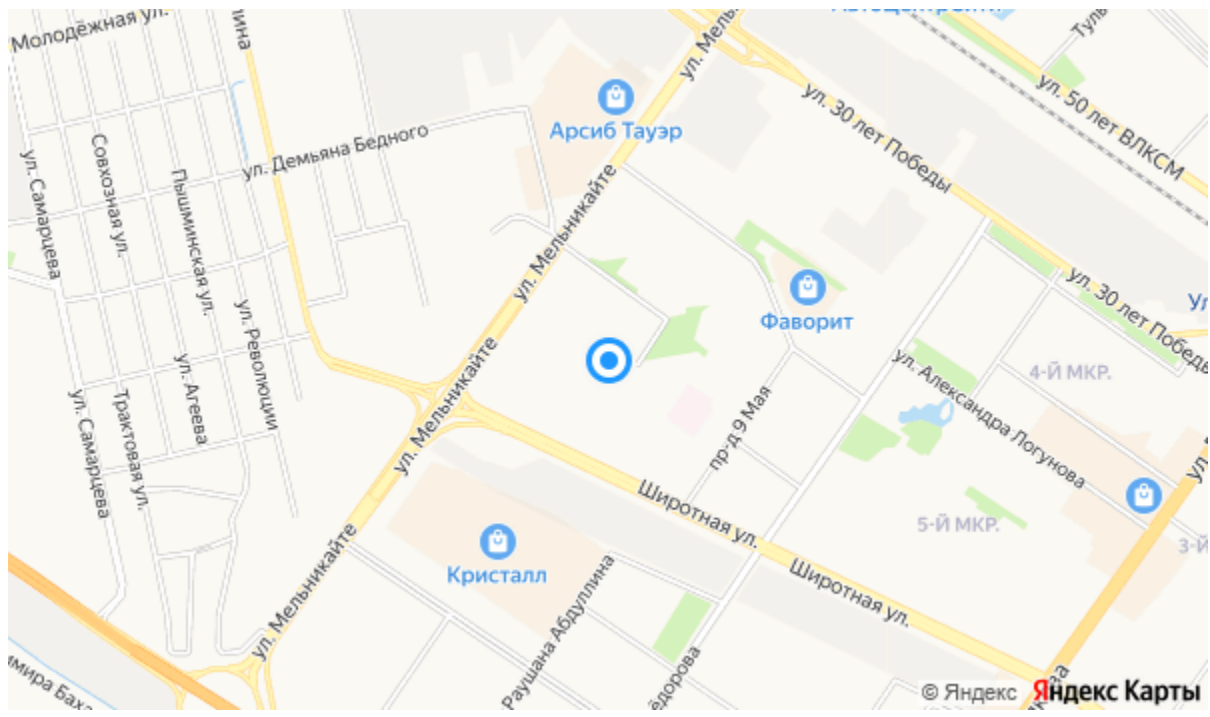 Молодёжная ул.
ул. Мельникайте
ул. 30 лет Победы
ул. 50 лет ВЛКСМ
Арсиб Тауэр
ул. Демьяна Бедного
ул. Самарцева
Совхозная ул.
Пышминская ул.
ул. Мельникайте
Фаворит
ул. 30 лет Победы
ул. Революции
ул. Агеева
ул. Мельникайте
ул. Александра Логунова
4-Й МКР.
ул. Самарцева
Трактовая ул.
пр-д 9 Мая
Широтная ул.
5-Й МКР.
3-Й
Кристалл
ул. Мельникайте
Раушана Абдуллина
Широтная ул.
© Яндекс Яндекс Карты